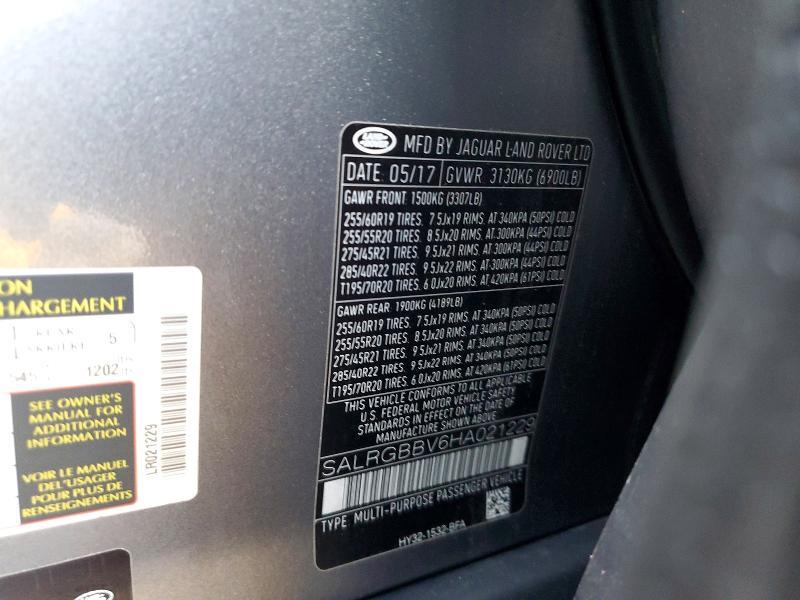 LAND ROVER
MFD BY JAGUAR LAND ROVER LTD
DATE 05/17 GVWR 3130KG (6900LB)
GAWR FRONT 1500KG (3307LB)
255/60R19 TIRES. 7 5Jx19 RIMS. AT 340KPA (50PSI) COLD
255/55R20 TIRES. 8 5Jx20 RIMS. AT 300KPA (44PSI) COLD
275/45R21 TIRES. 9 5Jx21 RIMS. AT 300KPA (44PSI) COLD
285/40R22 TIRES. 9 5Jx22 RIMS. AT 300KPA (44PSI) COLD
T195/70R20 TIRES. 6 0Jx20 RIMS. AT 420KPA (61PSI) COLD
GAWR REAR 1900KG (4189LB)
255/60R19 TIRES. 7 5Jx19 RIMS. AT 340KPA (50PSI) COLD
255/55R20 TIRES. 8 5Jx20 RIMS. AT 340KPA (50PSI) COLD
275/45R21 TIRES. 9 5Jx21 RIMS. AT 340KPA (50PSI) COLD
285/40R22 TIRES. 9 5Jx22 RIMS. AT 340KPA (50PSI) COLD
T195/70R20 TIRES. 6 0Jx20 RIMS. AT 420KPA (61PSI) COLD
THIS VEHICLE CONFORMS TO ALL APPLICABLE
U.S. FEDERAL MOTOR VEHICLE SAFETY
STANDARDS IN EFFECT ON THE DATE OF
MANUFACTURE SHOWN ABOVE.
SALRGBBV6HA021229
TYPE: MULTI-PURPOSE PASSENGER VEHICLE
HY32-1532-BFA
ON
HARGEMENT
REAR 5
ARRIERE
545 1202
SEE OWNER'S
MANUAL FOR
ADDITIONAL
INFORMATION
VOIR LE MANUEL
DEL'USAGER
POUR PLUS DE
RENSEIGNEMENTS
LR021229